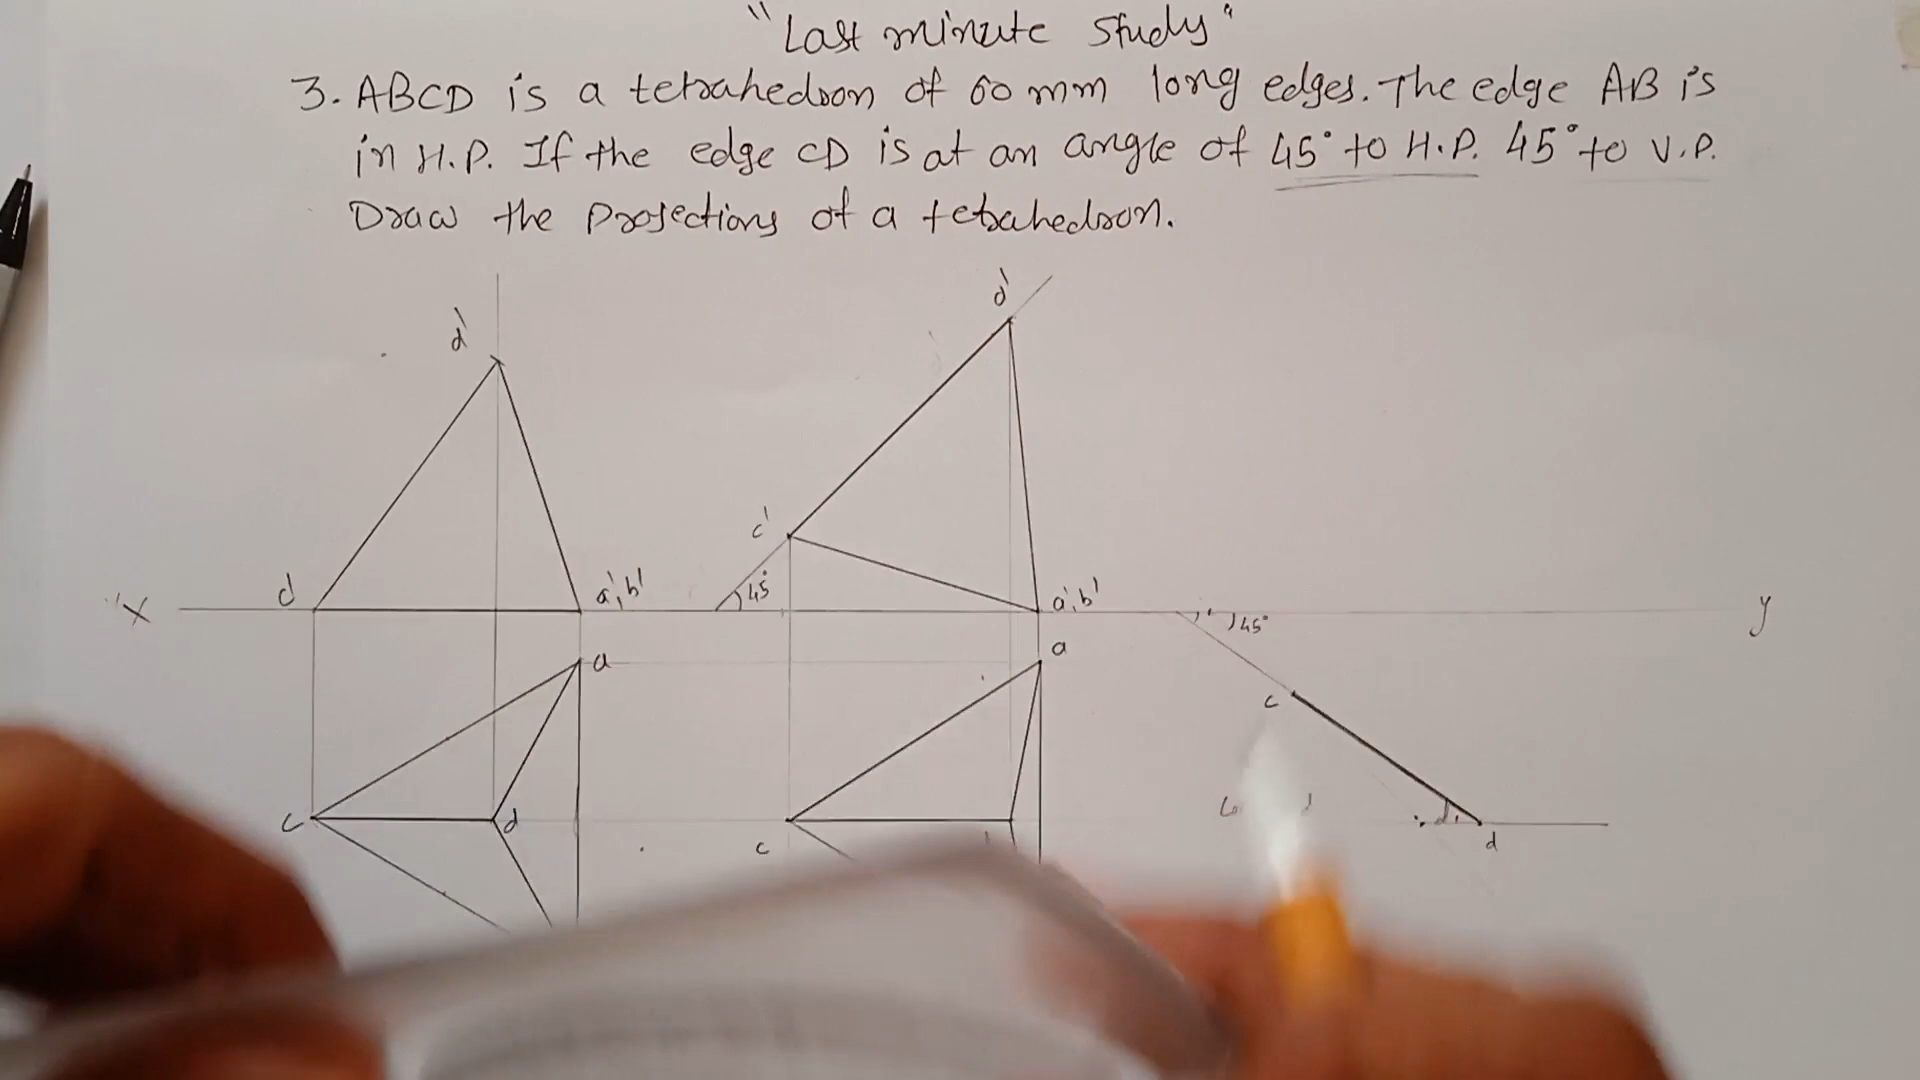 "Last minute study"
3. ABCD is a tetrahedron of 60 mm long edges. The edge AB is
in H.P. If the edge CD is at an angle of 45° to H.P. 45° to V.P.
Draw the projections of a tetrahedron.
d' d'
c' 45°
X d a', b' a', b' 45° y
a a
c
c d c d